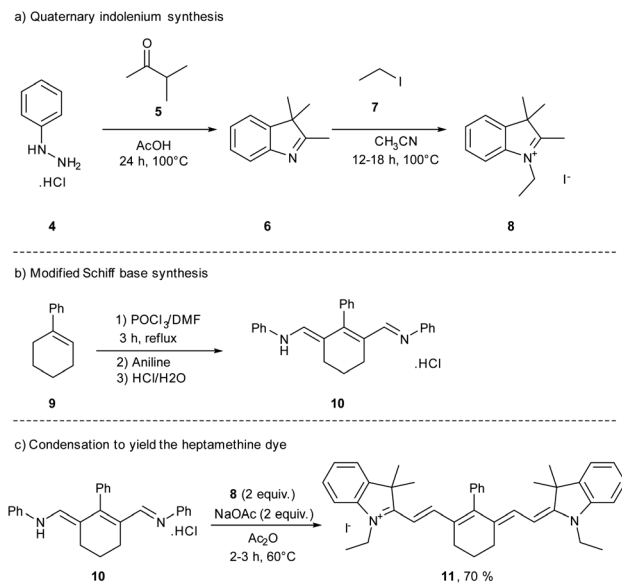 a) Quaternary indolenium synthesis
O
5
AcOH
24 h, 100°C
HN
NH2
.HCl
4
N
6
I
7
CH3CN
12-18 h, 100°C
N+
I-
8
b) Modified Schiff base synthesis
Ph
9
1) POCl3/DMF
3 h, reflux
2) Aniline
3) HCl/H2O
Ph
Ph
N
H
N
Ph
.HCl
10
c) Condensation to yield the heptamethine dye
Ph
Ph
N
H
N
Ph
.HCl
10
8 (2 equiv.)
NaOAc (2 equiv.)
Ac2O
2-3 h, 60°C
I-
N+
Ph
N
11, 70 %